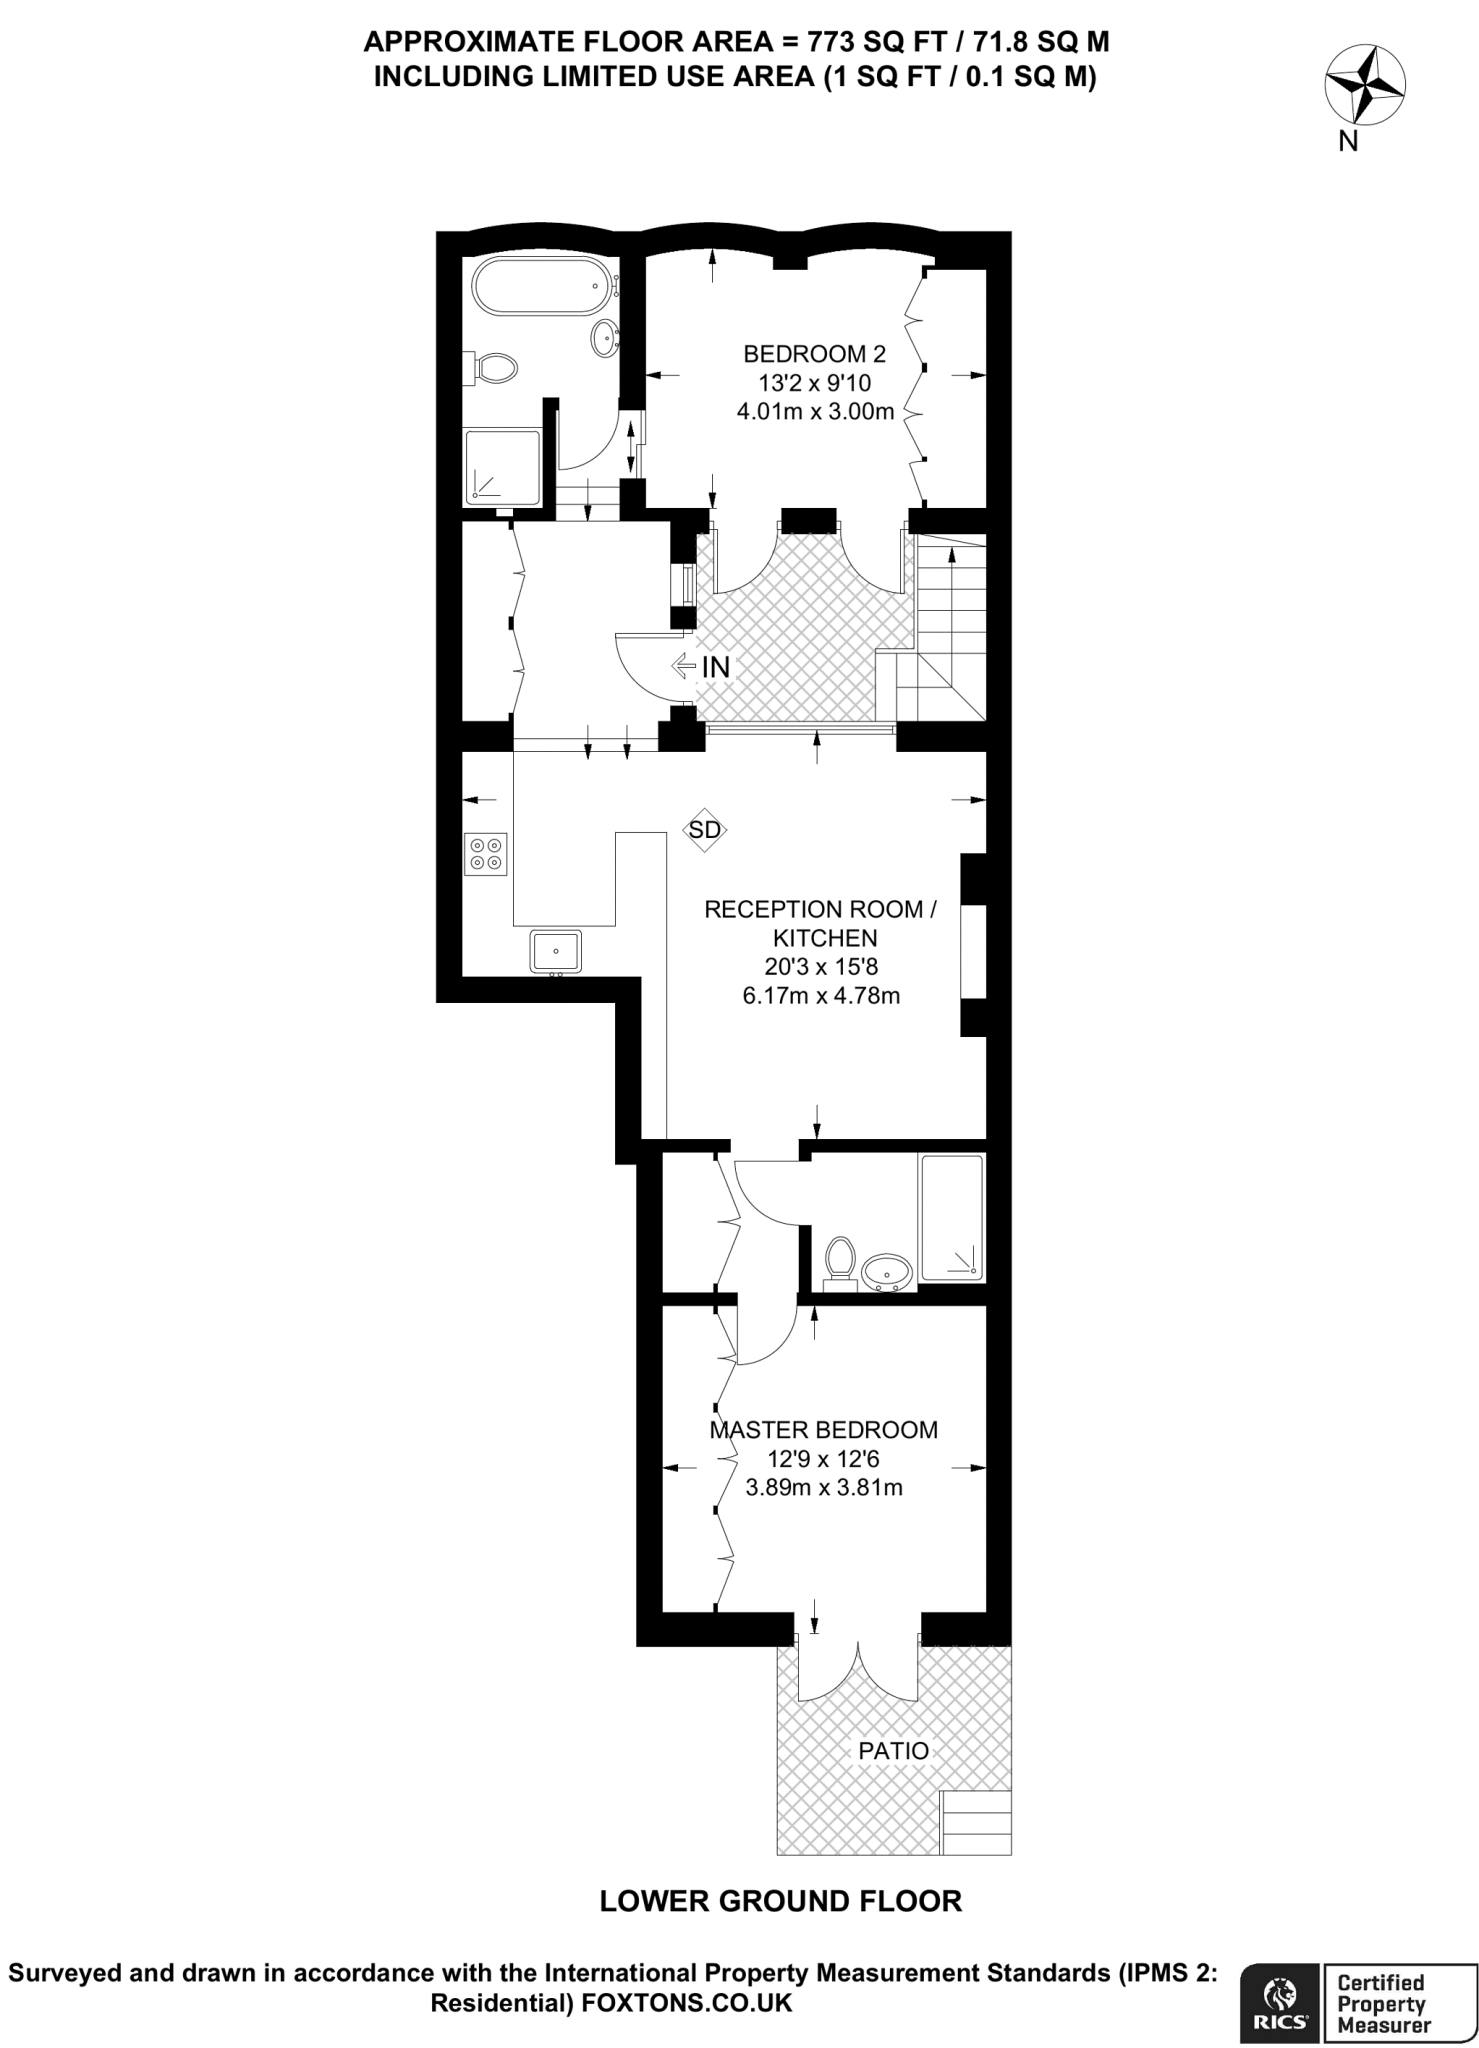 APPROXIMATE FLOOR AREA = 773 SQ FT / 71.8 SQ M
INCLUDING LIMITED USE AREA (1 SQ FT / 0.1 SQ M)
N
BEDROOM 2
13'2 x 9'10
4.01m x 3.00m
IN
SD
RECEPTION ROOM /
KITCHEN
20'3 x 15'8
6.17m x 4.78m
MASTER BEDROOM
12'9 x 12'6
3.89m x 3.81m
PATIO
LOWER GROUND FLOOR
Surveyed and drawn in accordance with the International Property Measurement Standards (IPMS 2:
Residential) FOXTONS.CO.UK
RICS
Certified
Property
Measurer